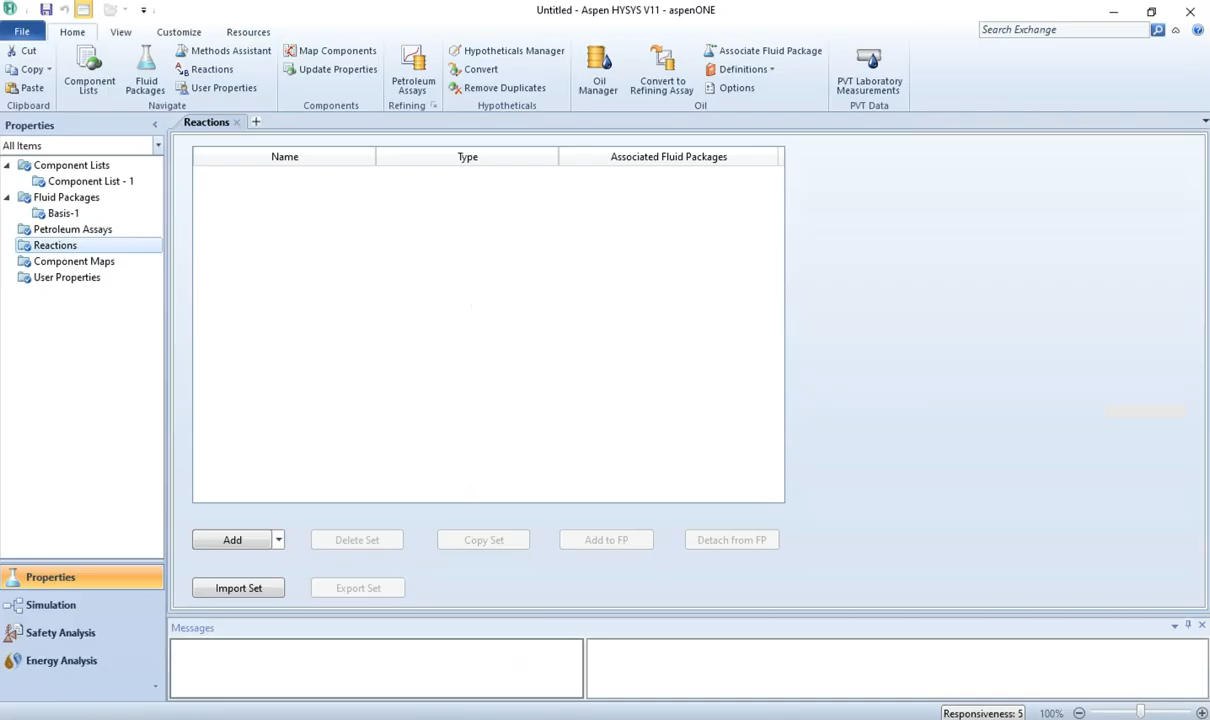 Untitled - Aspen HYSYS V11 - aspenONE
File
Home
View
Customize
Resources
Search Exchange
Cut
Copy
Paste
Clipboard
Component Lists
Fluid Packages
Methods Assistant
Reactions
User Properties
Navigate
Map Components
Update Properties
Components
Petroleum Assays
Refining
Hypotheticals Manager
Convert
Remove Duplicates
Hypotheticals
Oil Manager
Convert to Refining Assay
Associate Fluid Package
Definitions
Options
Oil
PVT Laboratory Measurements
PVT Data
Properties
All Items
Component Lists
Component List - 1
Fluid Packages
Basis-1
Petroleum Assays
Reactions
Component Maps
User Properties
Properties
Simulation
Safety Analysis
Energy Analysis
Reactions
Name
Type
Associated Fluid Packages
Add
Delete Set
Copy Set
Add to FP
Detach from FP
Import Set
Export Set
Messages
Responsiveness: 5
100%